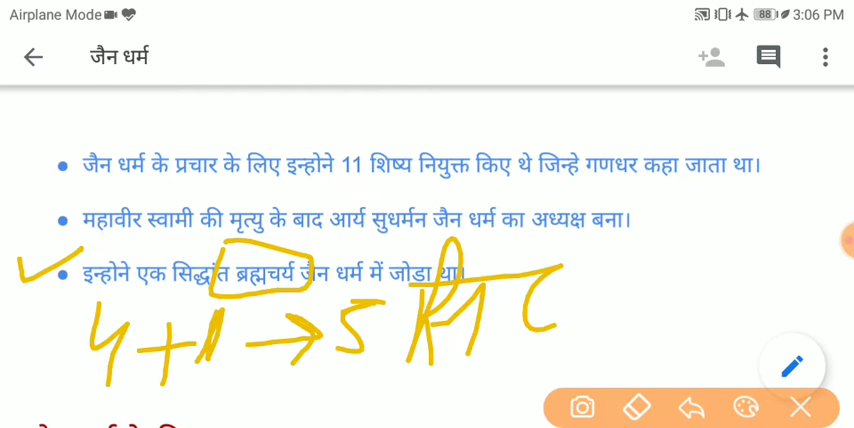 Airplane Mode 88 3:06 PM
जैन धर्म
जैन धर्म के प्रचार के लिए इन्होने 11 शिष्य नियुक्त किए थे जिन्हे गणधर कहा जाता था।
महावीर स्वामी की मृत्यु के बाद आर्य सुधर्मन जैन धर्म का अध्यक्ष बना।
इन्होने एक सिद्धांत ब्रह्मचर्य जैन धर्म में जोडा था।
4+1→5